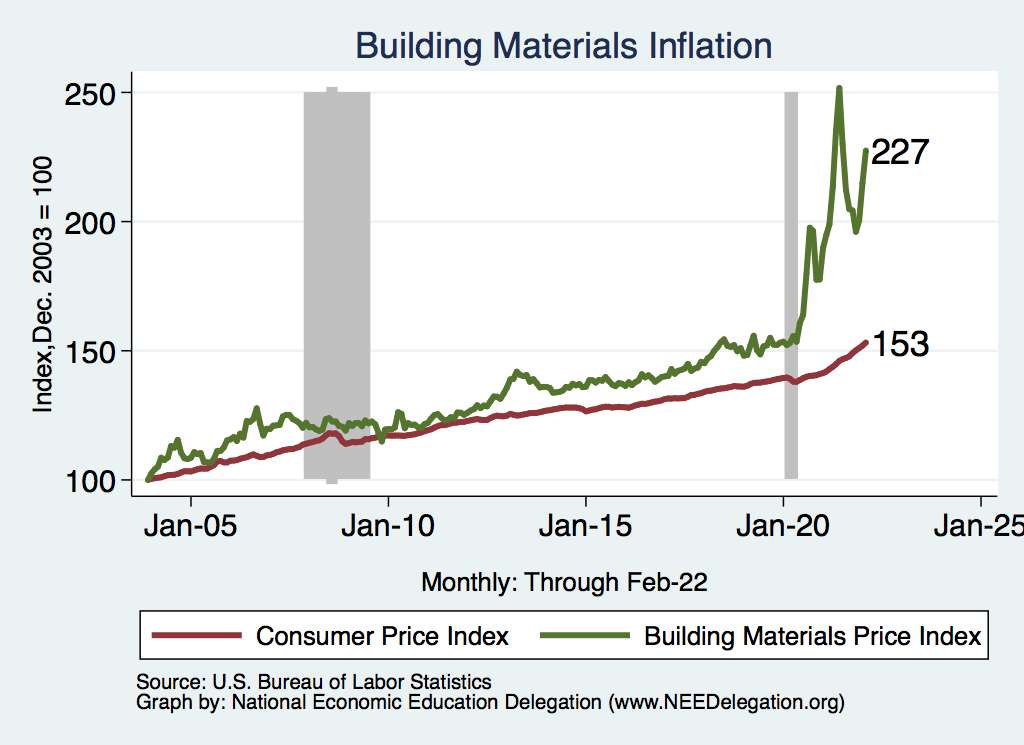 Building Materials Inflation
Index,Dec. 2003 = 100
250
200
150
100
227
153
Jan-05 Jan-10 Jan-15 Jan-20 Jan-25
Monthly: Through Feb-22
Consumer Price Index Building Materials Price Index
Source: U.S. Bureau of Labor Statistics
Graph by: National Economic Education Delegation (www.NEEDelegation.org)